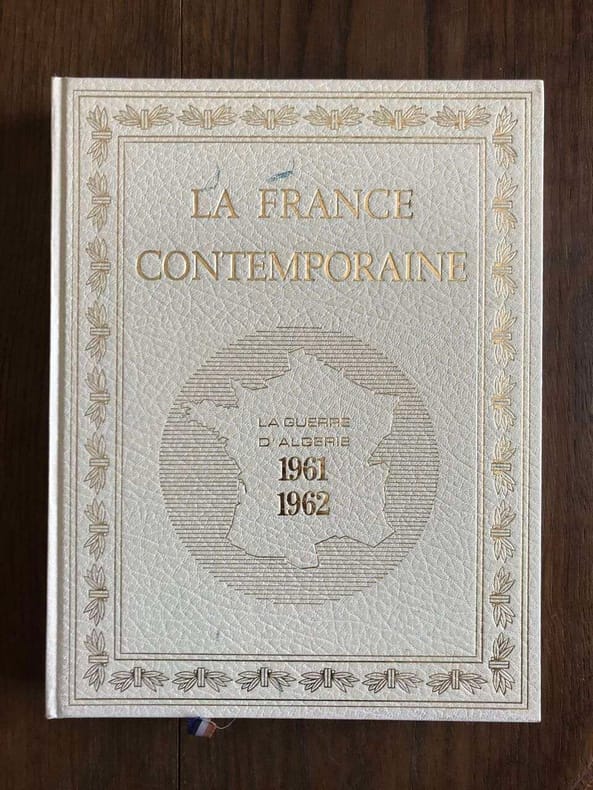 LA FRANCE
CONTEMPORAINE
LA GUERRE
D'ALGERIE
1961
1962